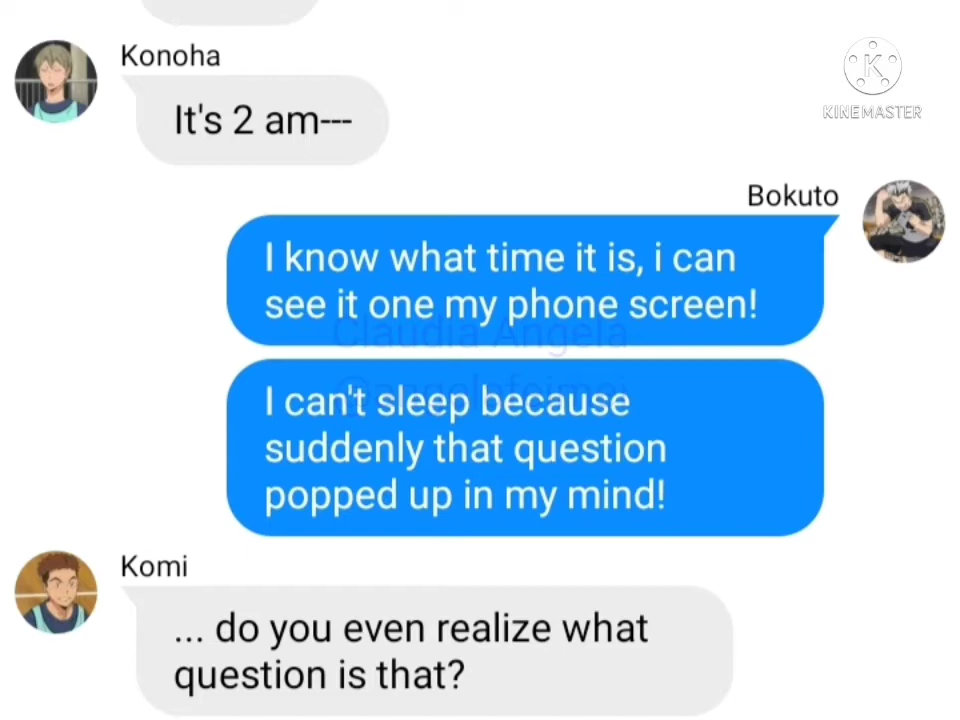 Konoha
KINEMASTER
It's 2 am---
Bokuto
I know what time it is, i can
see it one my phone screen!
Claudia Angela
I can't sleep because
suddenly that question
popped up in my mind!
Komi
... do you even realize what
question is that?